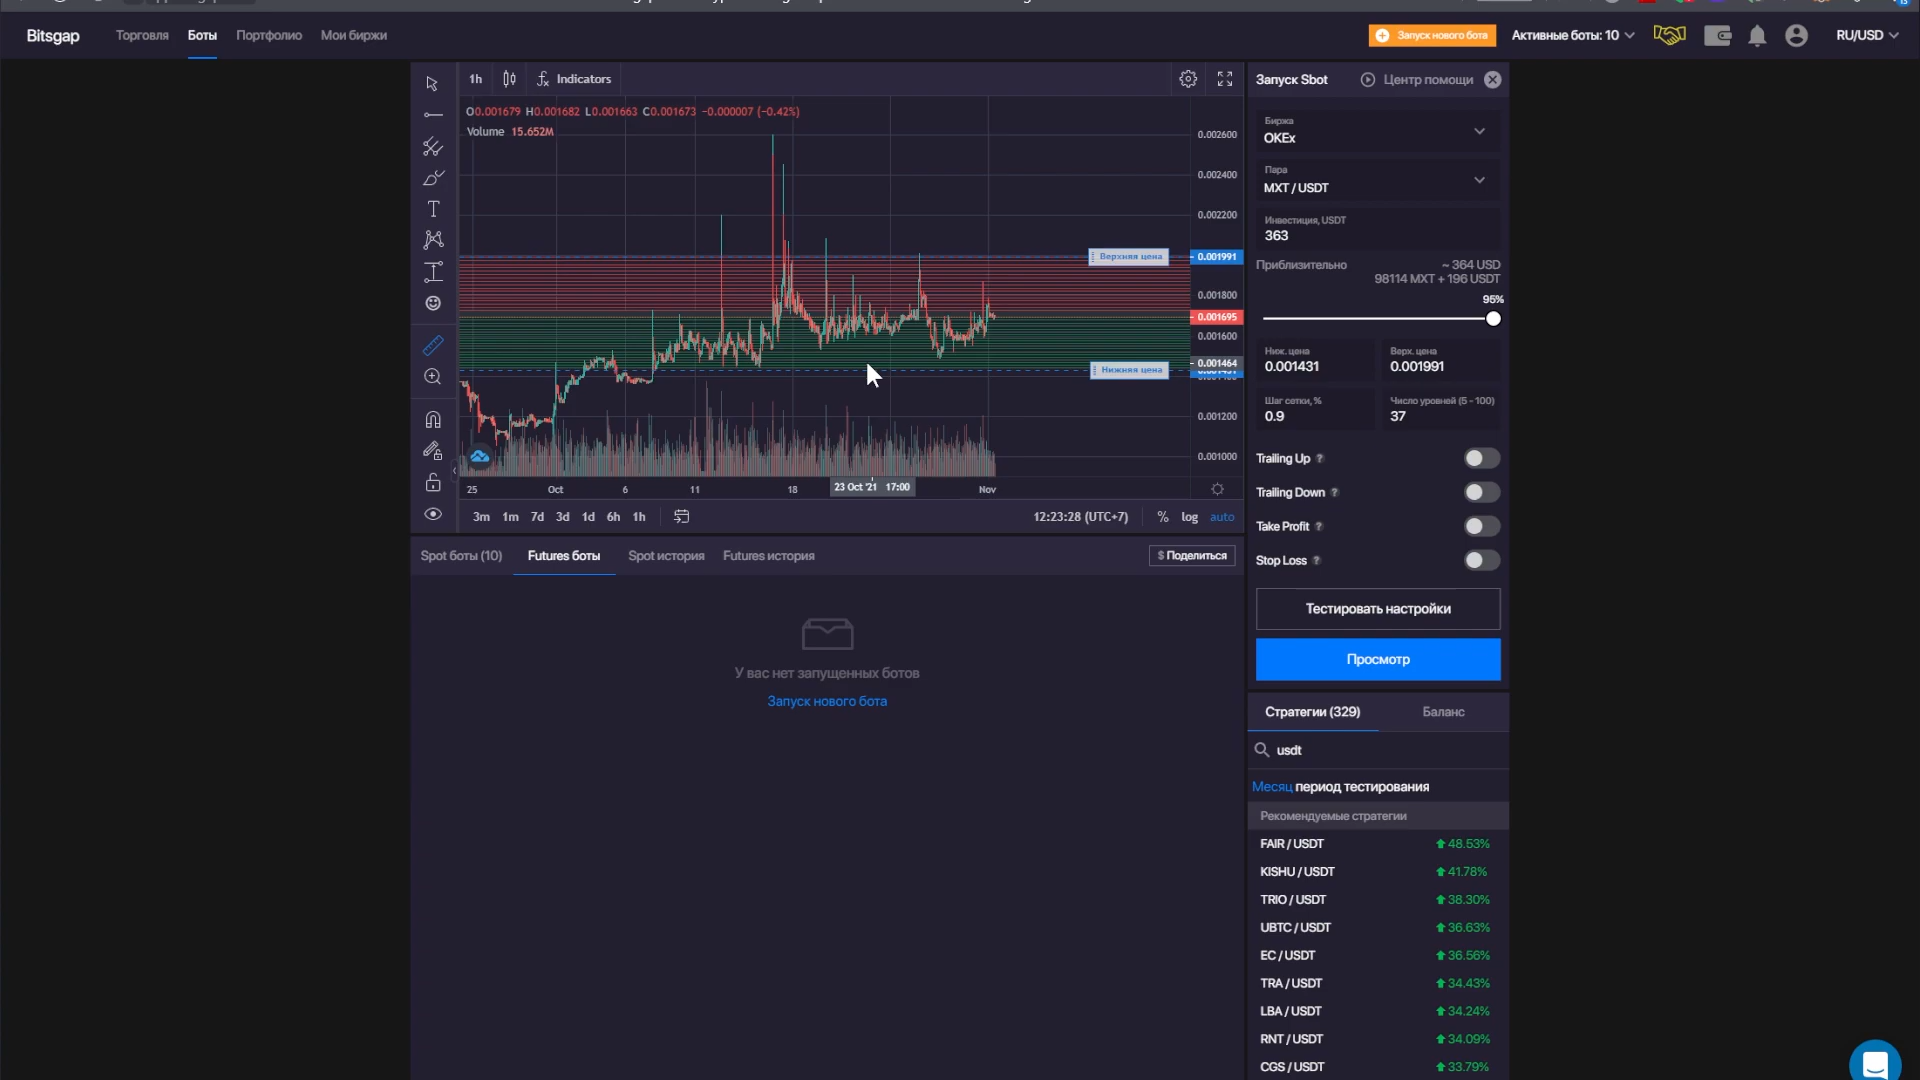 Bitsgap
Торговля
Боты
Портфолио
Мои биржи
Запуск нового бота
Активные боты: 10
RU/USD
1h
Indicators
O0.001679 H0.001682 L0.001663 C0.001673 −0.000007 (−0.42%)
Volume 15.652M
0.002600
0.002400
0.002200
Верхняя цена
0.001991
0.001800
0.001695
0.001600
0.001464
Нижняя цена
0.001200
0.001000
25
Oct
6
11
18
23 Oct '21 17:00
Nov
3m 1m 7d 3d 1d 6h 1h
12:23:28 (UTC+7)
%
log
auto
Spot боты (10)
Futures боты
Spot история
Futures история
$ Поделиться
У вас нет запущенных ботов
Запуск нового бота
Запуск Sbot
Центр помощи
Биржа
OKEx
Пара
MXT / USDT
Инвестиция, USDT
363
Приблизительно
~ 364 USD
98114 MXT + 196 USDT
95%
Ниж. цена
0.001431
Верх. цена
0.001991
Шаг сетки, %
0.9
Число уровней (5 - 100)
37
Trailing Up ?
Trailing Down ?
Take Profit ?
Stop Loss ?
Тестировать настройки
Просмотр
Стратегии (329)
Баланс
usdt
Месяц период тестирования
Рекомендуемые стратегии
FAIR / USDT 48.53%
KISHU / USDT 41.78%
TRIO / USDT 38.30%
UBTC / USDT 36.63%
EC / USDT 36.56%
TRA / USDT 34.43%
LBA / USDT 34.24%
RNT / USDT 34.09%
CGS / USDT 33.79%